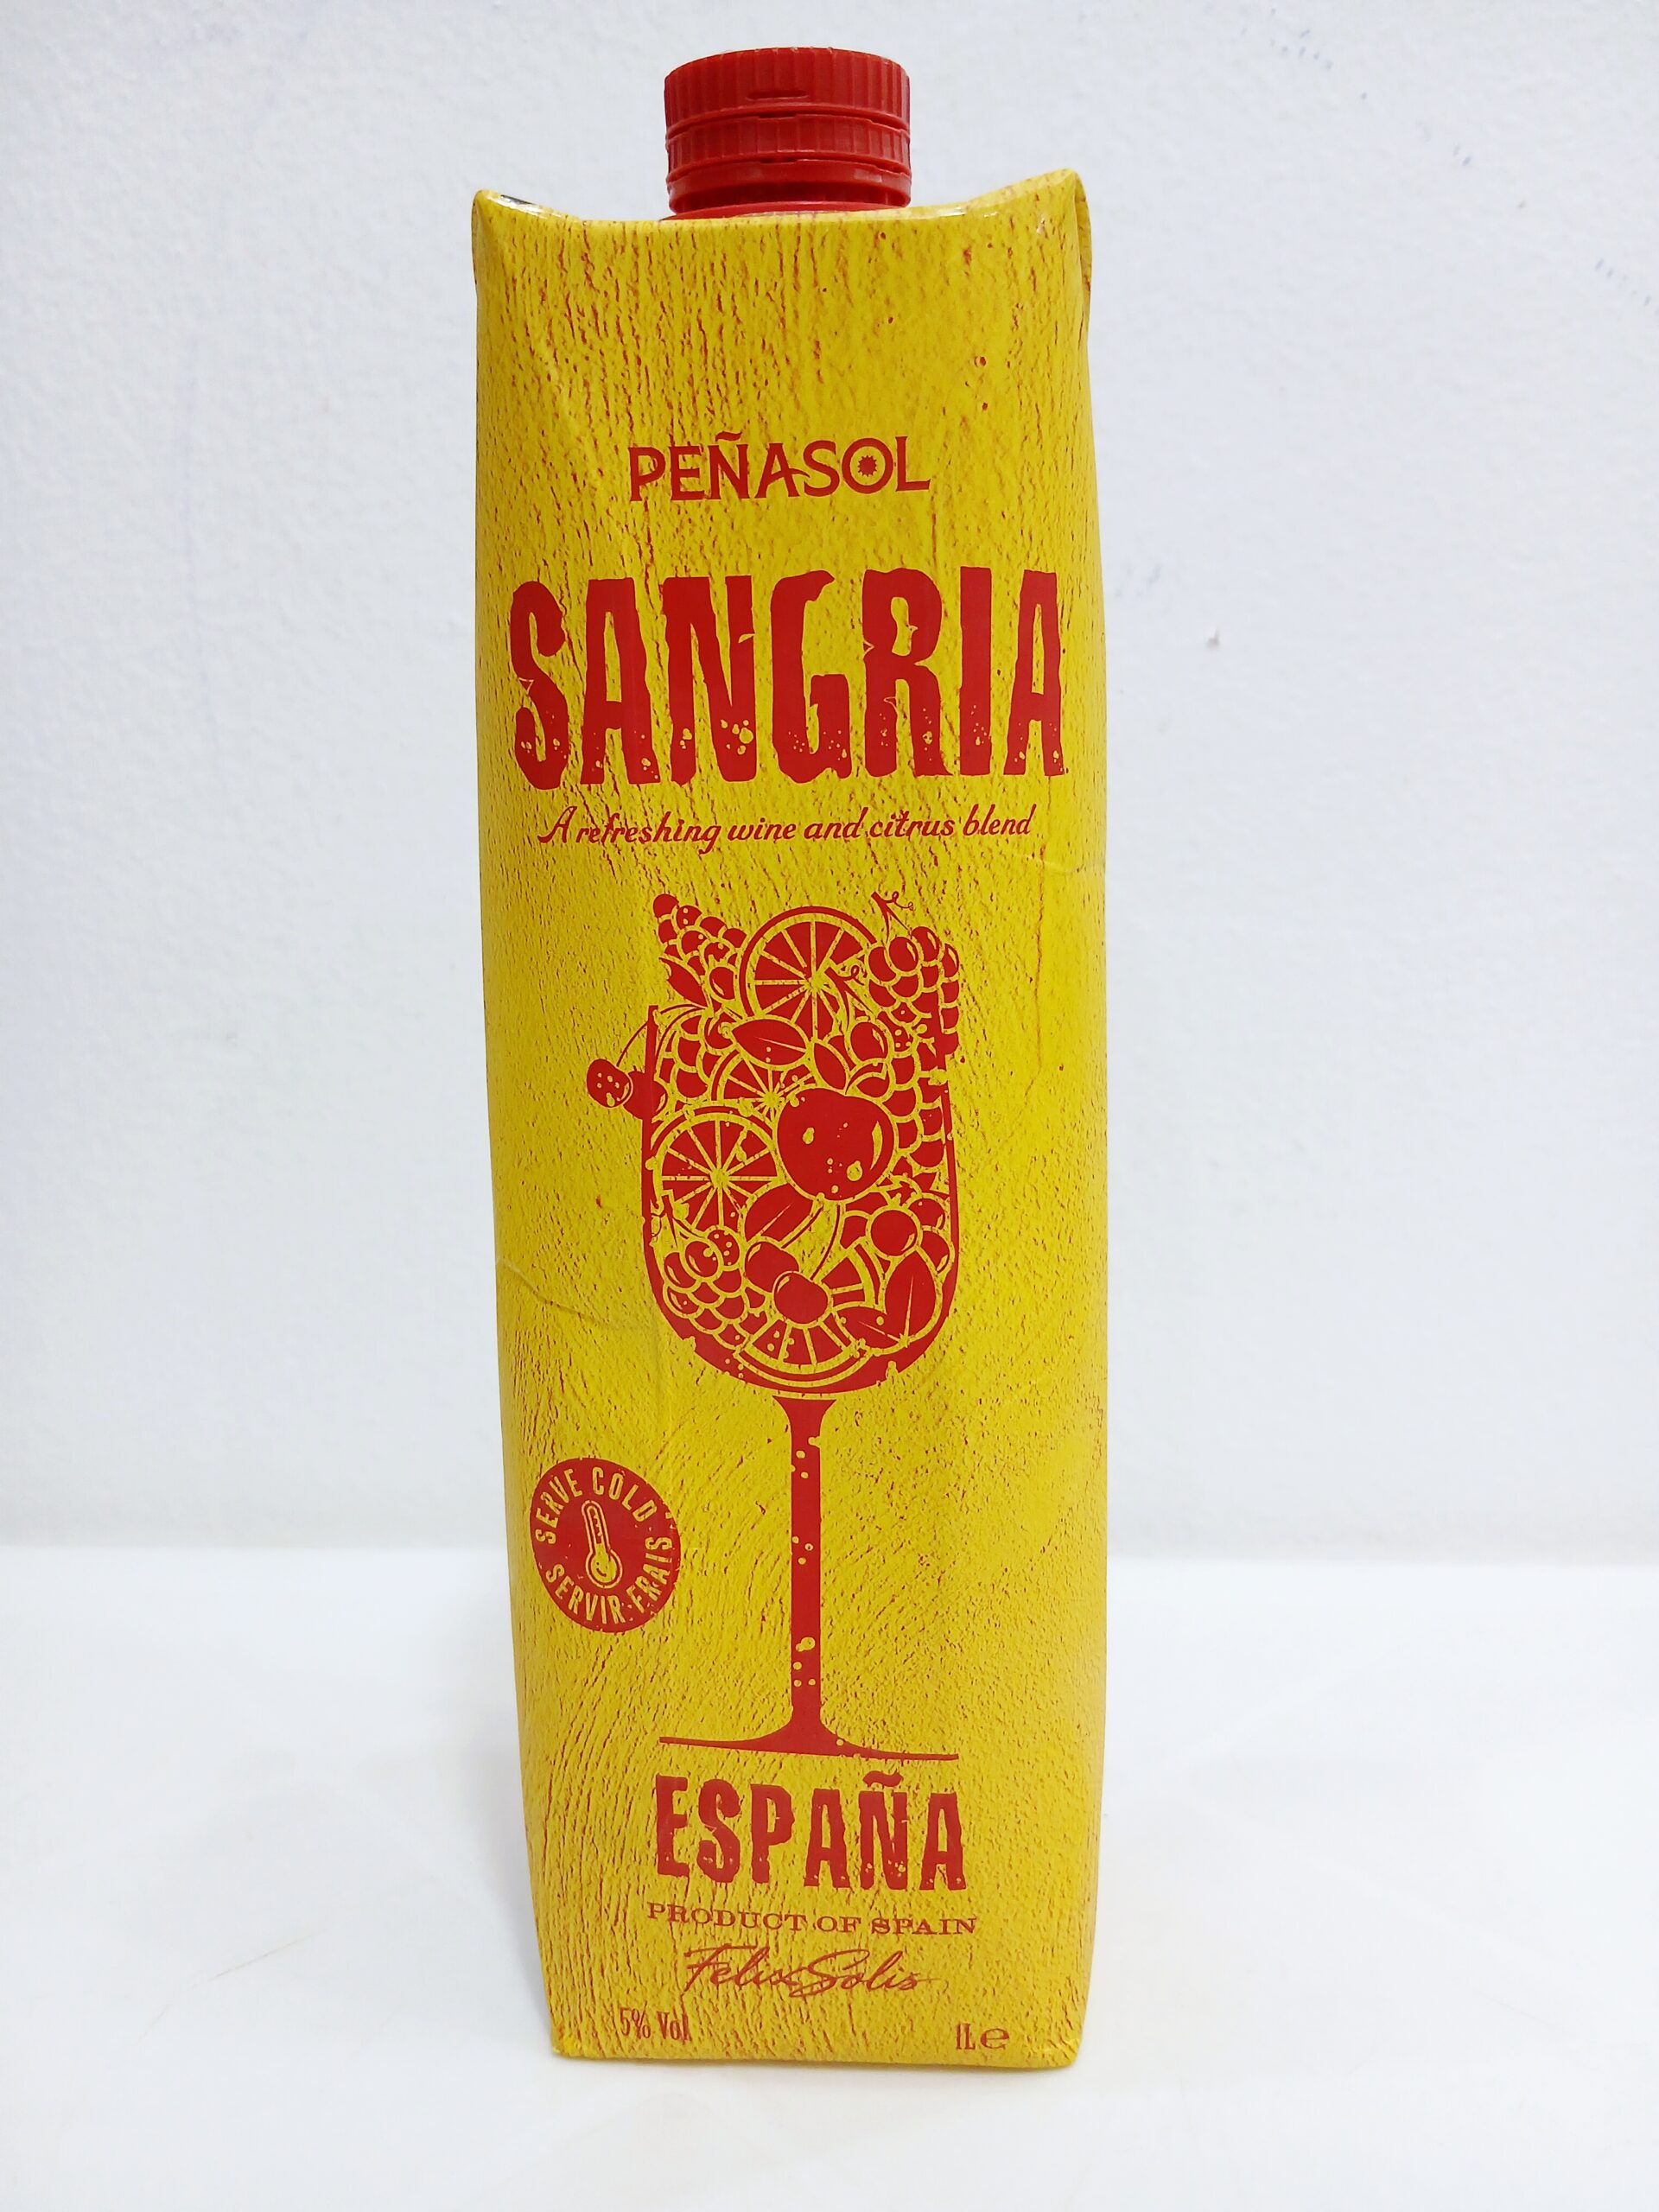 PEÑASOL
SANGRIA
A refreshing wine and citrus blend
SERVE COLD
SERVIR FRAIS
ESPAÑA
PRODUCT OF SPAIN
Felix Solis
5% Vol
1L e